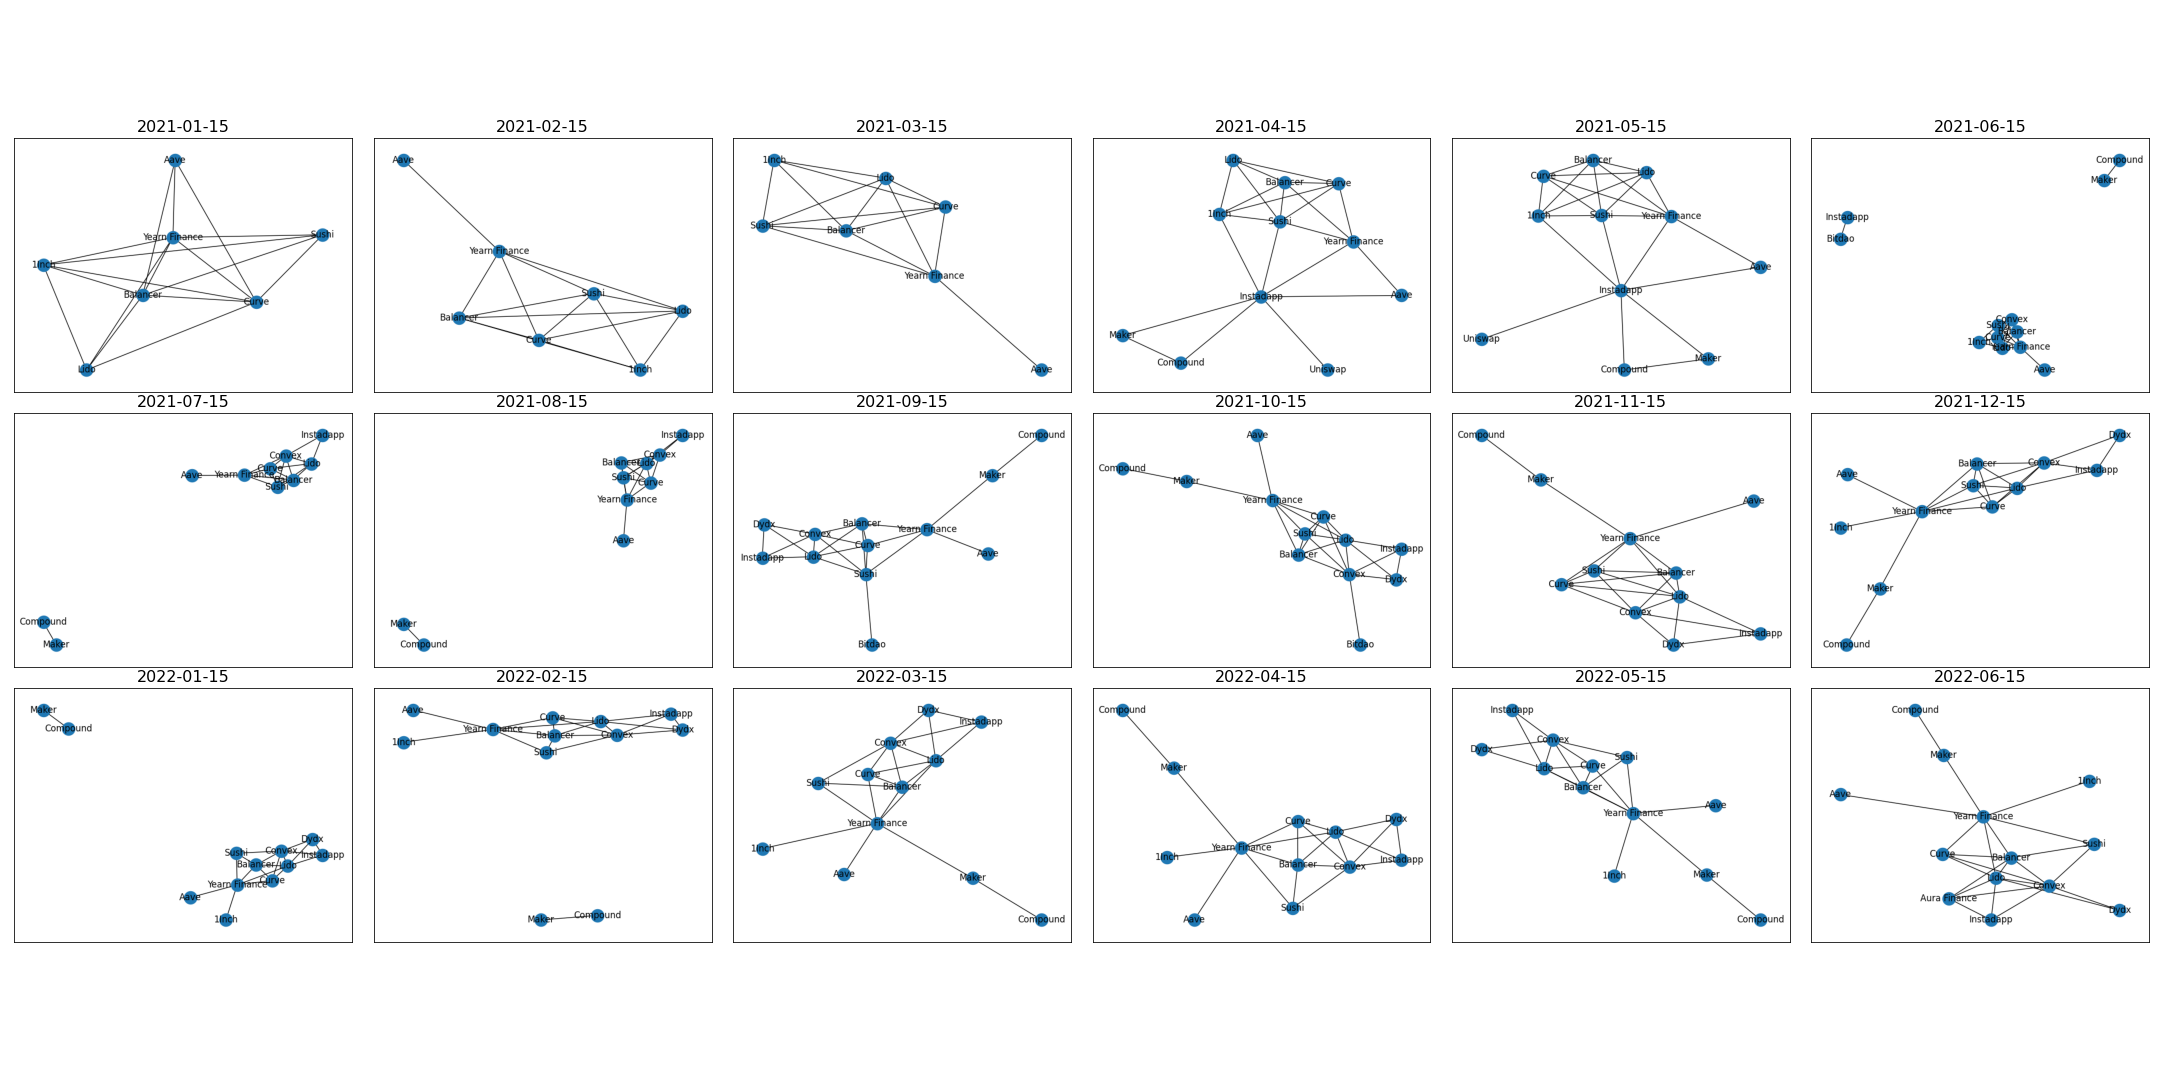 2021-01-15
Aave
Yearn Finance
Sushi
1Inch
Balancer
Curve
Lido
2021-02-15
Aave
Yearn Finance
Sushi
Lido
Balancer
Curve
1Inch
2021-03-15
1Inch
Lido
Curve
Sushi
Balancer
Yearn Finance
Aave
2021-04-15
Lido
Balancer
Curve
1Inch
Sushi
Yearn Finance
Instadapp
Aave
Maker
Compound
Uniswap
2021-05-15
Balancer
Curve
Lido
1Inch
Sushi
Yearn Finance
Aave
Instadapp
Uniswap
Maker
Compound
2021-06-15
Compound
Maker
Instadapp
Bitdao
Convex
Sushi
Balancer
Curve
1Inch
Lido
Yearn Finance
Aave
2021-07-15
Instadapp
Convex
Lido
Curve
Aave
Yearn Finance
Balancer
Sushi
Compound
Maker
2021-08-15
Instadapp
Convex
Balancer
Lido
Sushi
Curve
Yearn Finance
Aave
Maker
Compound
2021-09-15
Compound
Maker
Dydx
Balancer
Yearn Finance
Convex
Curve
Instadapp
Lido
Aave
Sushi
Bitdao
2021-10-15
Aave
Compound
Maker
Yearn Finance
Curve
Sushi
Lido
Balancer
Instadapp
Convex
Dydx
Bitdao
2021-11-15
Compound
Maker
Aave
Yearn Finance
Sushi
Balancer
Curve
Lido
Convex
Instadapp
Dydx
2021-12-15
Dydx
Balancer
Convex
Aave
Instadapp
Sushi
Lido
Curve
Yearn Finance
1Inch
Maker
Compound
2022-01-15
Maker
Compound
Dydx
Sushi
Convex
Instadapp
Balancer
Lido
Curve
Yearn Finance
Aave
1Inch
2022-02-15
Aave
Instadapp
Curve
Lido
Yearn Finance
Dydx
Balancer
Convex
1Inch
Sushi
Maker
Compound
2022-03-15
Dydx
Instadapp
Convex
Lido
Curve
Sushi
Balancer
Yearn Finance
1Inch
Aave
Maker
Compound
2022-04-15
Compound
Maker
Curve
Dydx
Lido
Yearn Finance
1Inch
Balancer
Convex
Instadapp
Sushi
Aave
2022-05-15
Instadapp
Convex
Dydx
Sushi
Lido
Curve
Balancer
Aave
Yearn Finance
1Inch
Maker
Compound
2022-06-15
Compound
Maker
1Inch
Aave
Yearn Finance
Sushi
Curve
Balancer
Lido
Convex
Aura Finance
Dydx
Instadapp